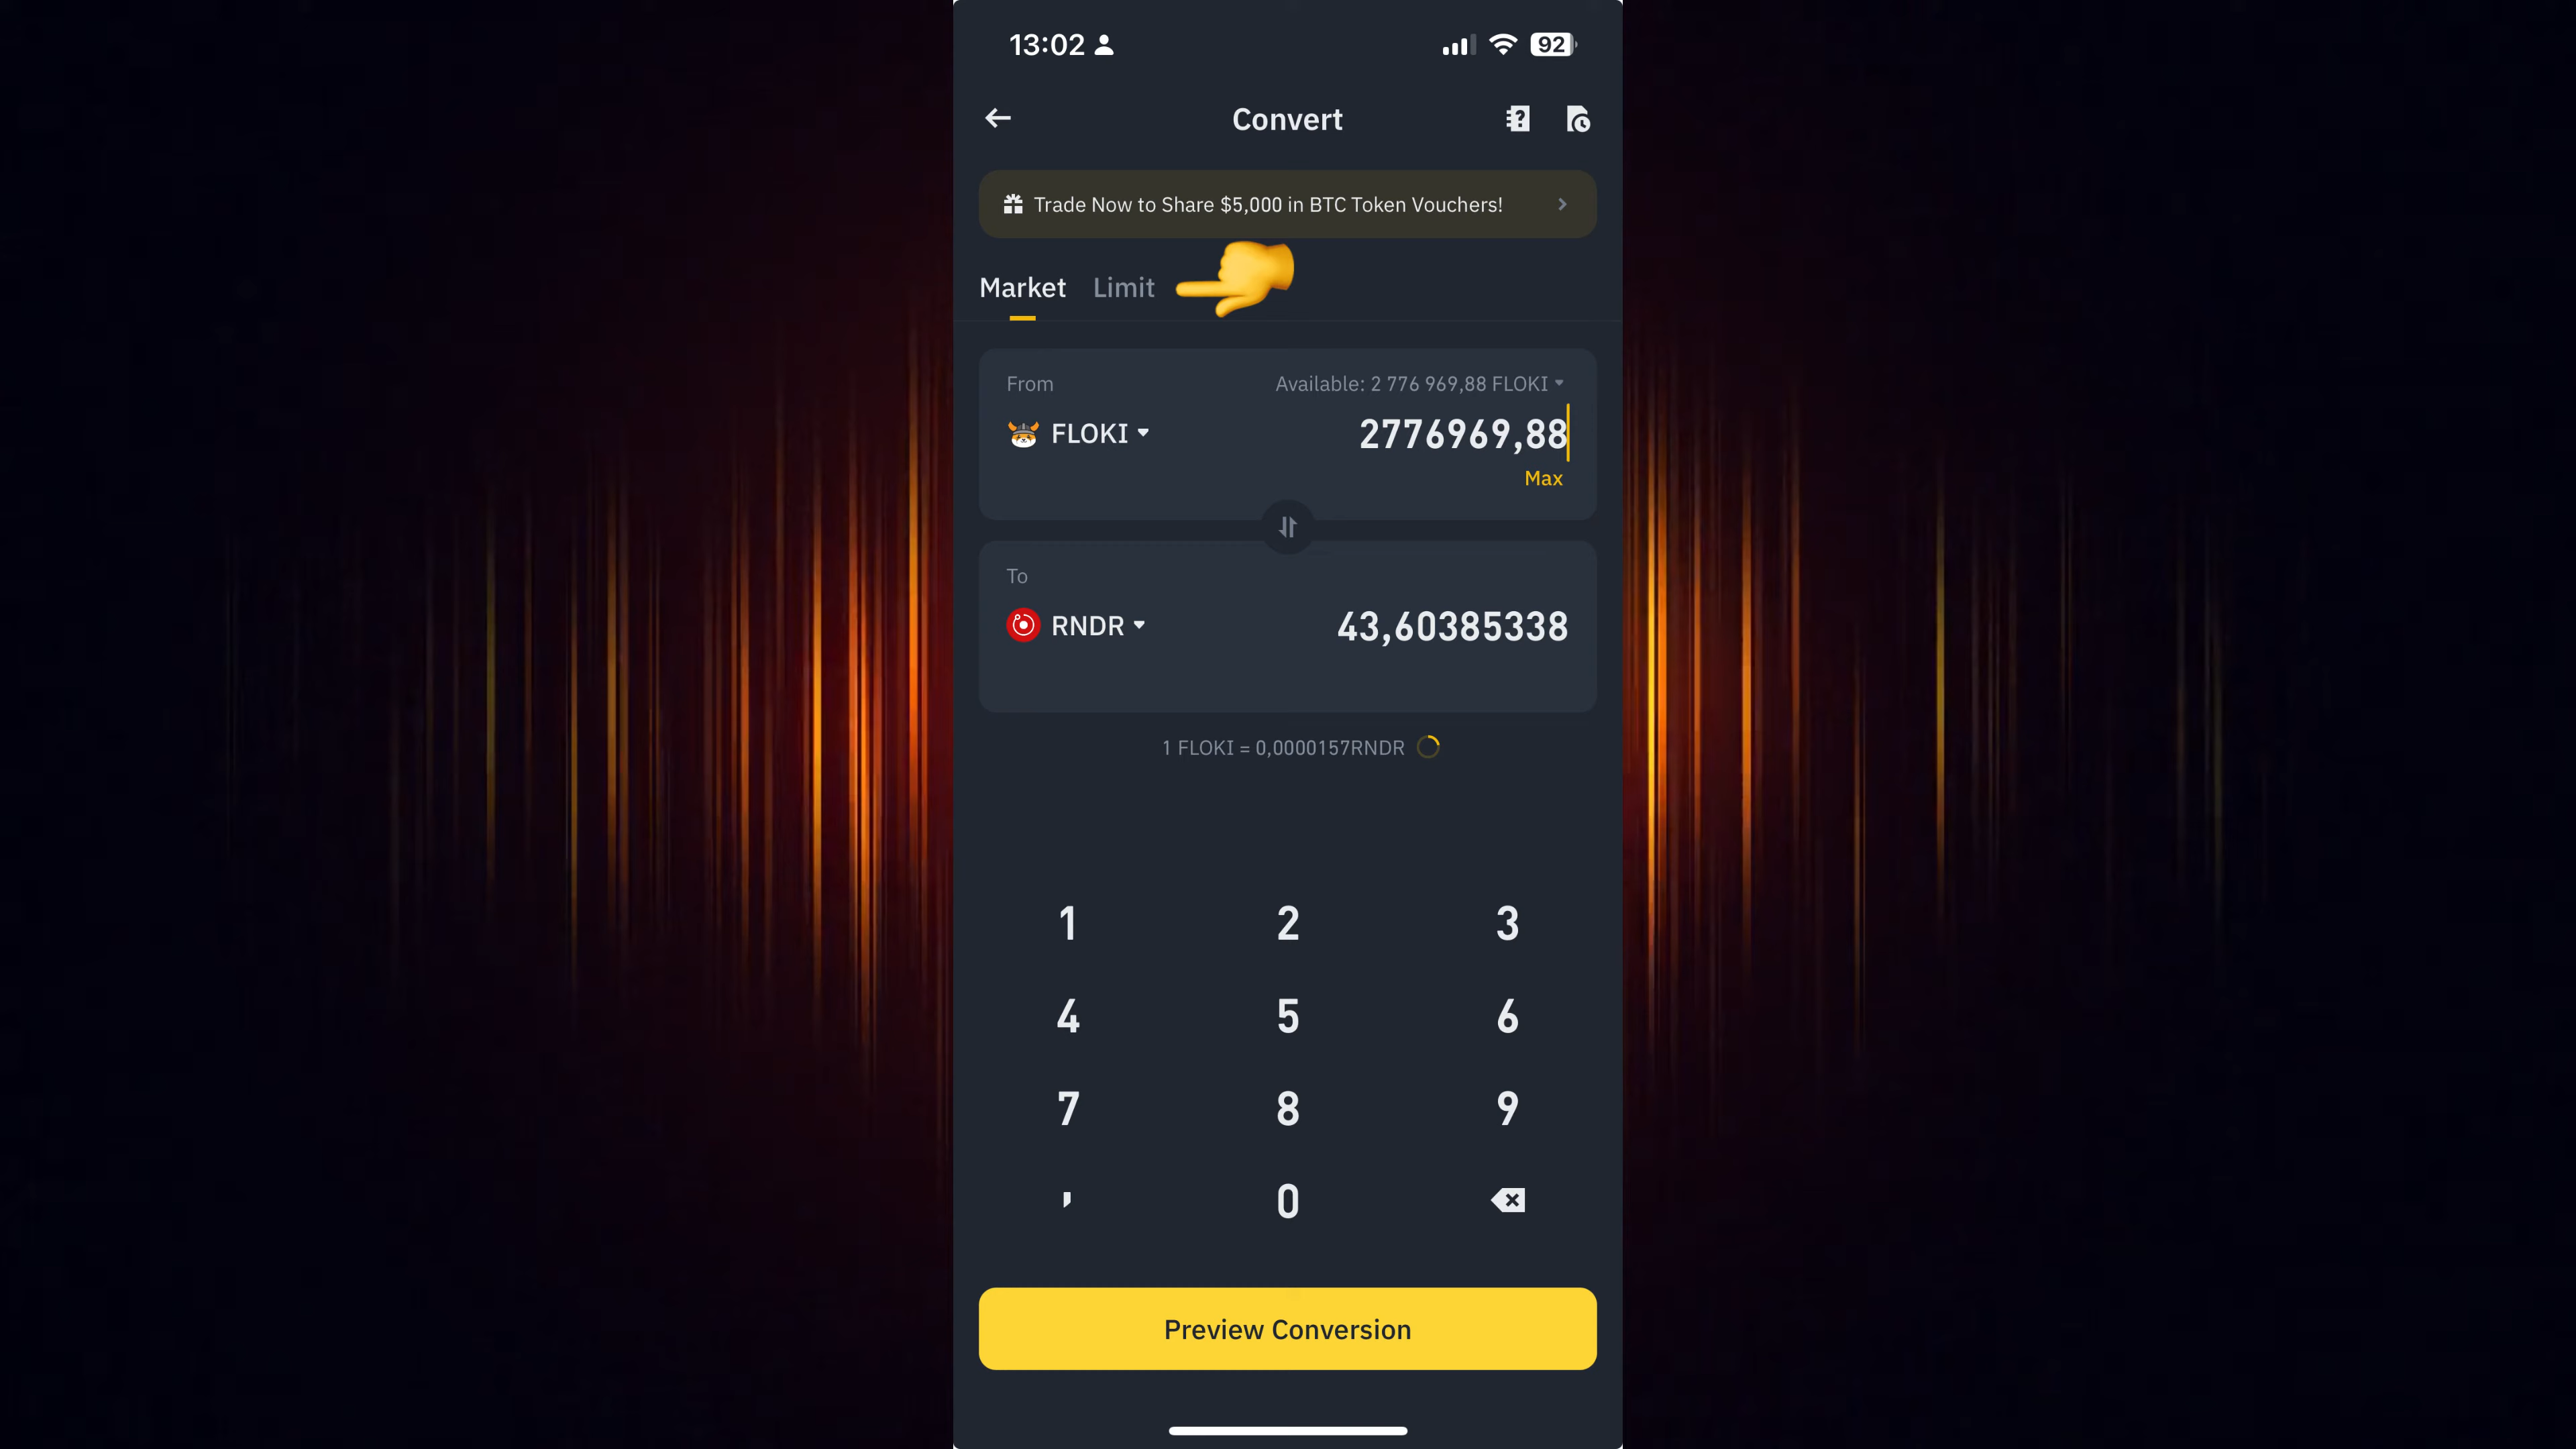 13:02
92
Convert
Trade Now to Share $5,000 in BTC Token Vouchers!
Market Limit
From Available: 2 776 969,88 FLOKI
FLOKI 2776969,88
Max
To
RNDR 43,60385338
1 FLOKI = 0,0000157RNDR
1 2 3
4 5 6
7 8 9
, 0
Preview Conversion